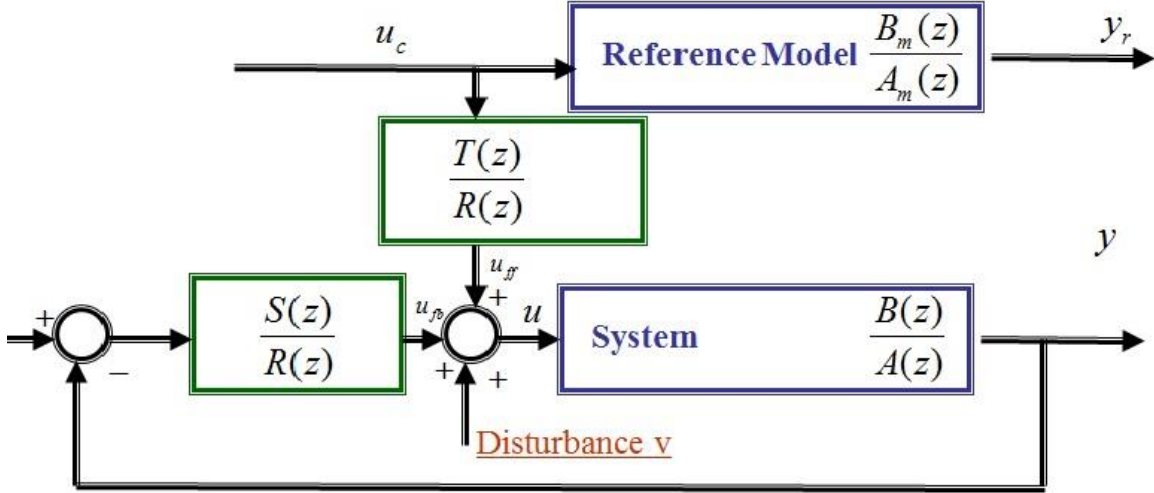 u_c
Reference Model B_m(z)/A_m(z)
y_r
T(z)/R(z)
u_ff
+
y
+
S(z)/R(z)
u_fb
u
System B(z)/A(z)
−
+ +
Disturbance v